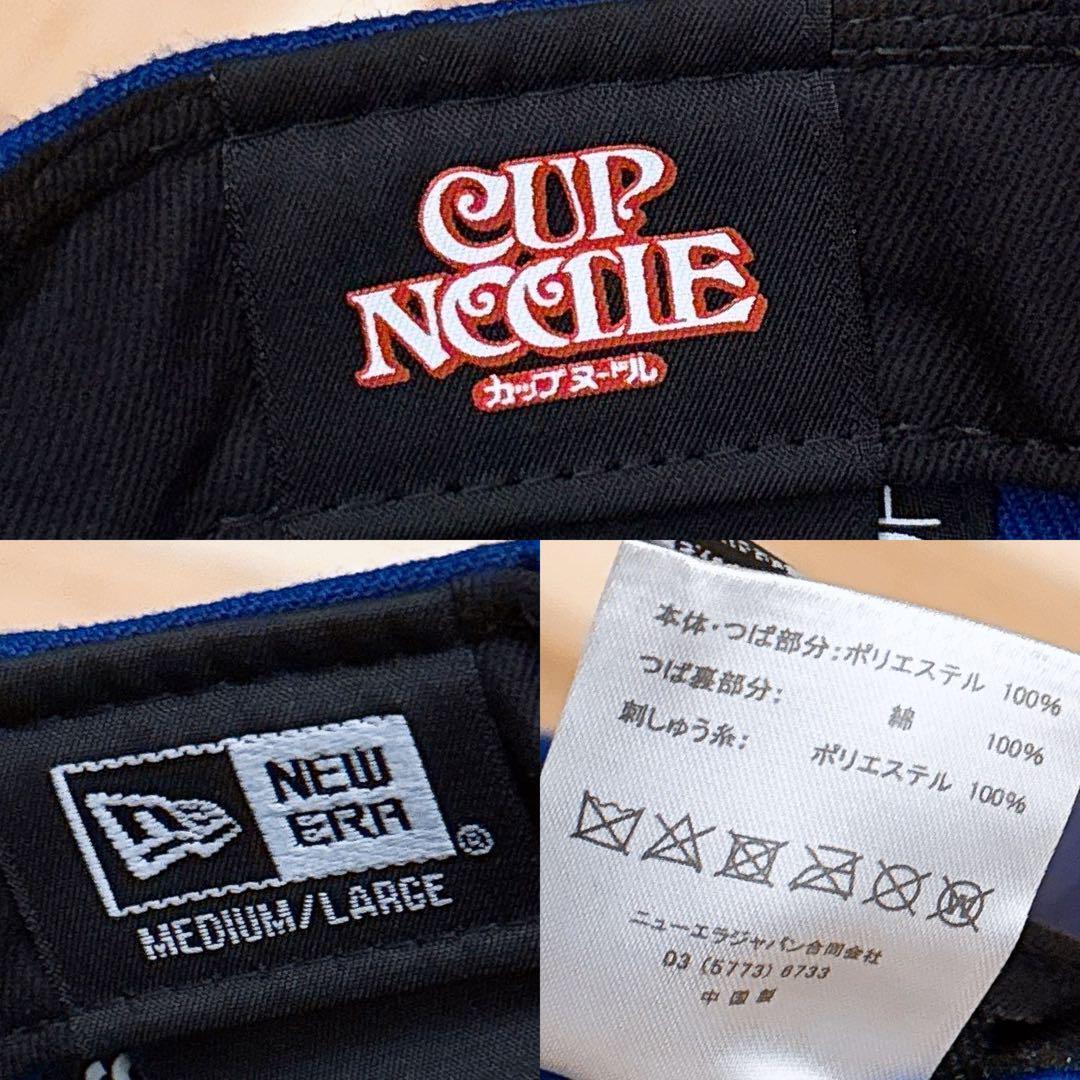 CUP
NOODLE
カップヌードル
NEW
ERA
®
MEDIUM/LARGE
本体・つば部分:ポリエステル 100%
つば裏部分: 綿 100%
刺しゅう糸: ポリエステル 100%
ニューエラジャパン合同会社
03 (5773) 8733
中国製